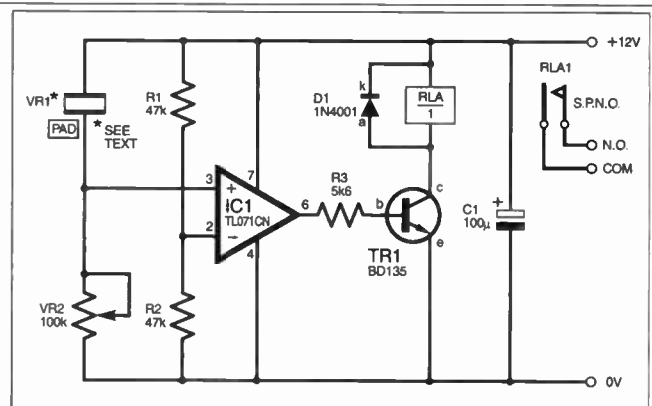 +12V
RLA1
S.P.N.O.
N.O.
COM
0V
VR1*
PAD
* SEE
TEXT
R1
47k
D1
1N4001
k
a
RLA
1
3
+
7
IC1
TL071CN
2
−
4
6
R3
5k6
b
c
e
TR1
BD135
+
C1
100µ
VR2
100k
R2
47k